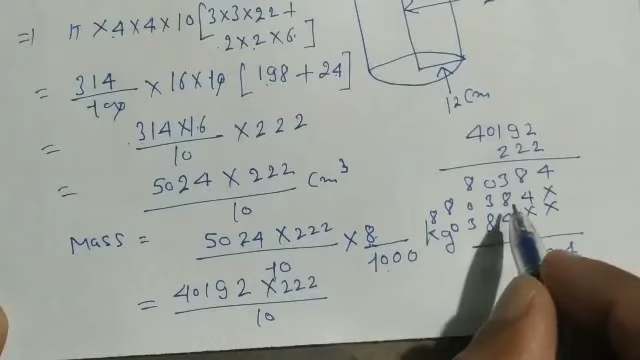 =) π × 4 × 4 × 10 [3×3×22 +
2×2×6]
= 314/100 × 16 × 10 [198 + 24]
= 314×16/10 × 222
= 5024 × 222/10 Cm³
Mass = 5024 × 222/10 × 8/1000 kg
= 40192 × 222/10
12 Cm
40192
222
80384
80384×